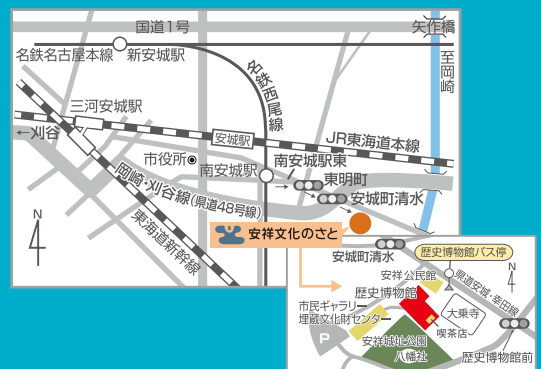 国道1号
矢作橋
名鉄名古屋本線
新安城駅
名鉄西尾線
至岡崎
三河安城駅
←刈谷
安城駅
JR東海道本線
市役所
南安城駅
南安城駅東
東明町
岡崎・刈谷線(県道48号線)
安城町清水
東海道新幹線
N
安祥文化のさと
安城町清水
歴史博物館バス停
安祥公民館
県道安城・幸田線
N
歴史博物館
市民ギャラリー
埋蔵文化財センター
大乗寺
喫茶店
P
安祥城址公園
八幡社
歴史博物館前